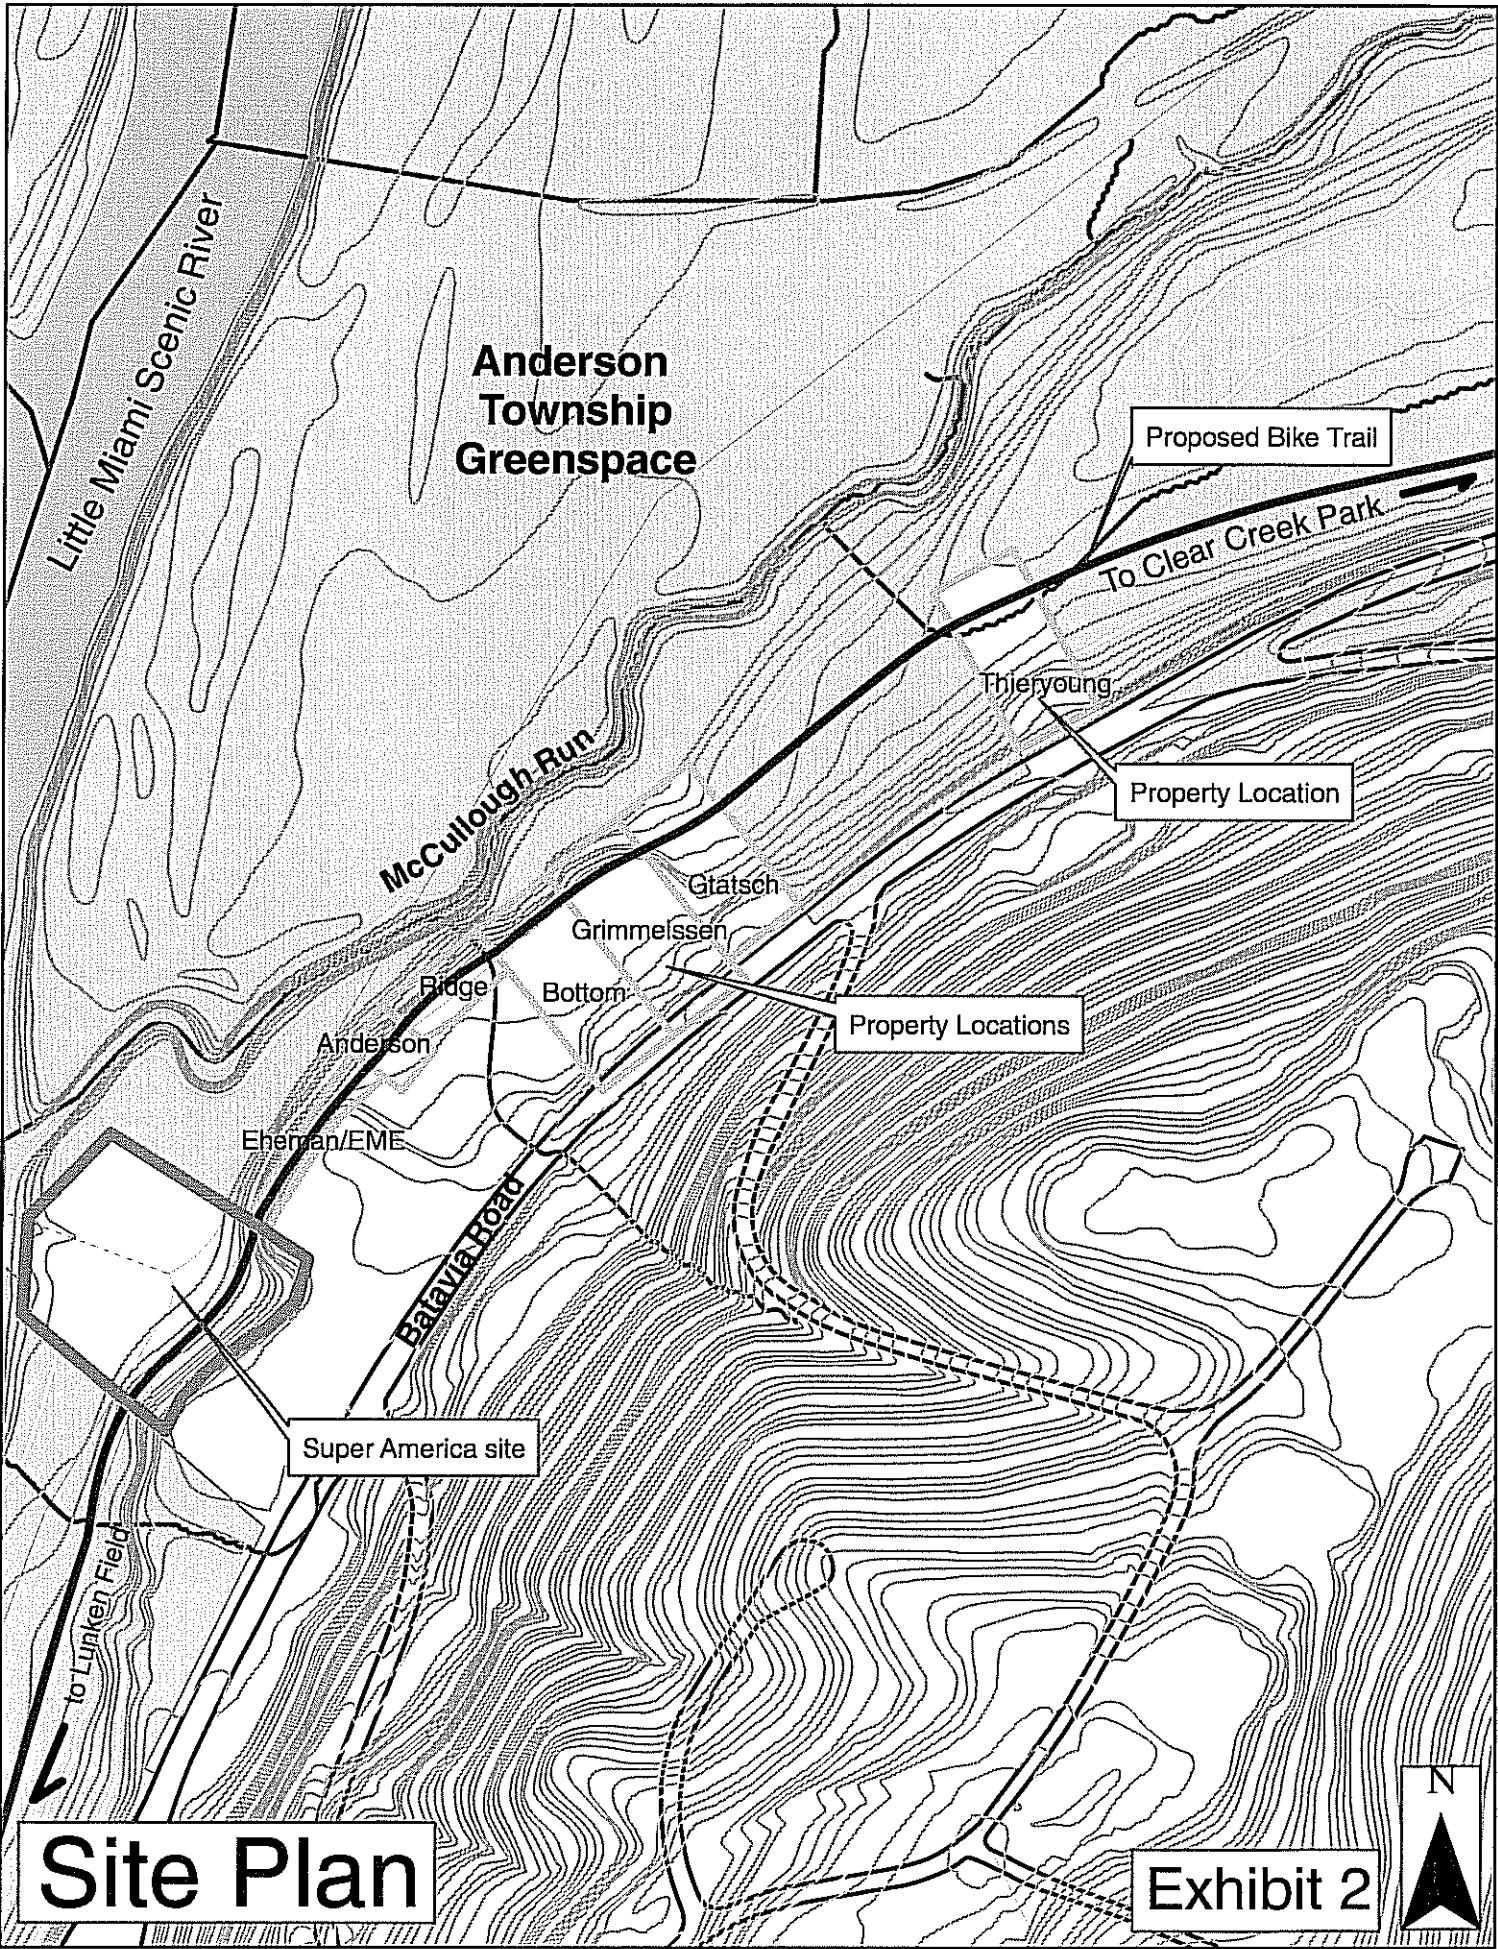 Little Miami Scenic River
Anderson
Township
Greenspace
Proposed Bike Trail
To Clear Creek Park
Thieryoung
Property Location
McCullough Run
Gtatsch
Grimmelssen
Ridge
Bottom
Property Locations
Anderson
Eheman/EME
Batavia Road
Super America site
to Lunken Field
N
Site Plan
Exhibit 2